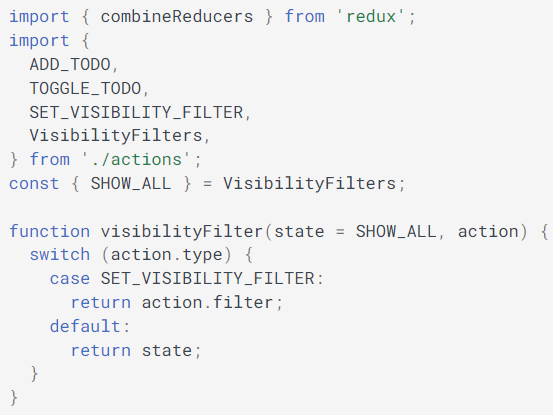 import { combineReducers } from 'redux';
import {
  ADD_TODO,
  TOGGLE_TODO,
  SET_VISIBILITY_FILTER,
  VisibilityFilters,
} from './actions';
const { SHOW_ALL } = VisibilityFilters;

function visibilityFilter(state = SHOW_ALL, action) {
  switch (action.type) {
    case SET_VISIBILITY_FILTER:
      return action.filter;
    default:
      return state;
  }
}